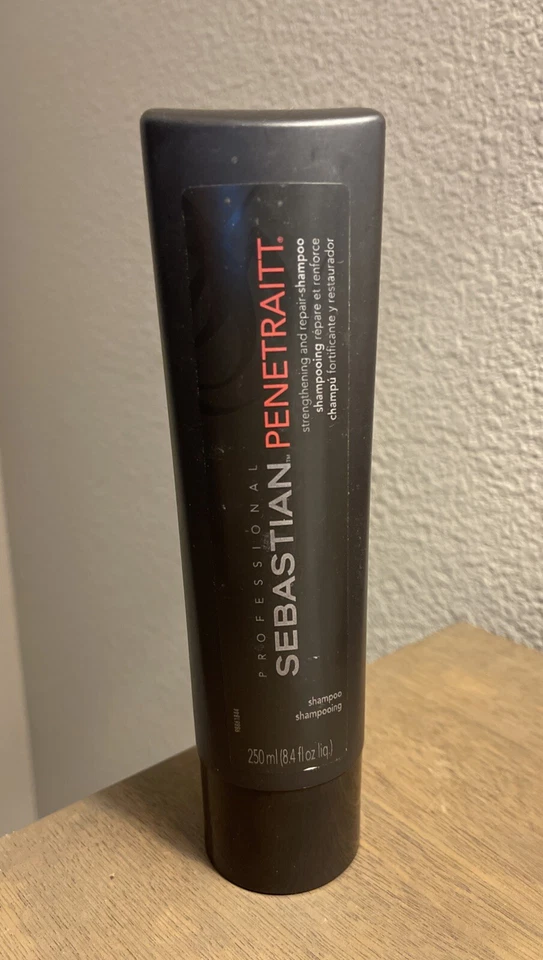 PROFESSIONAL
SEBASTIAN™ PENETRAITT®
strengthening and repair-shampoo
shampooing répare et renforce
champú fortificante y restaurador
shampoo
shampooing
250 ml (8.4 fl oz liq.)